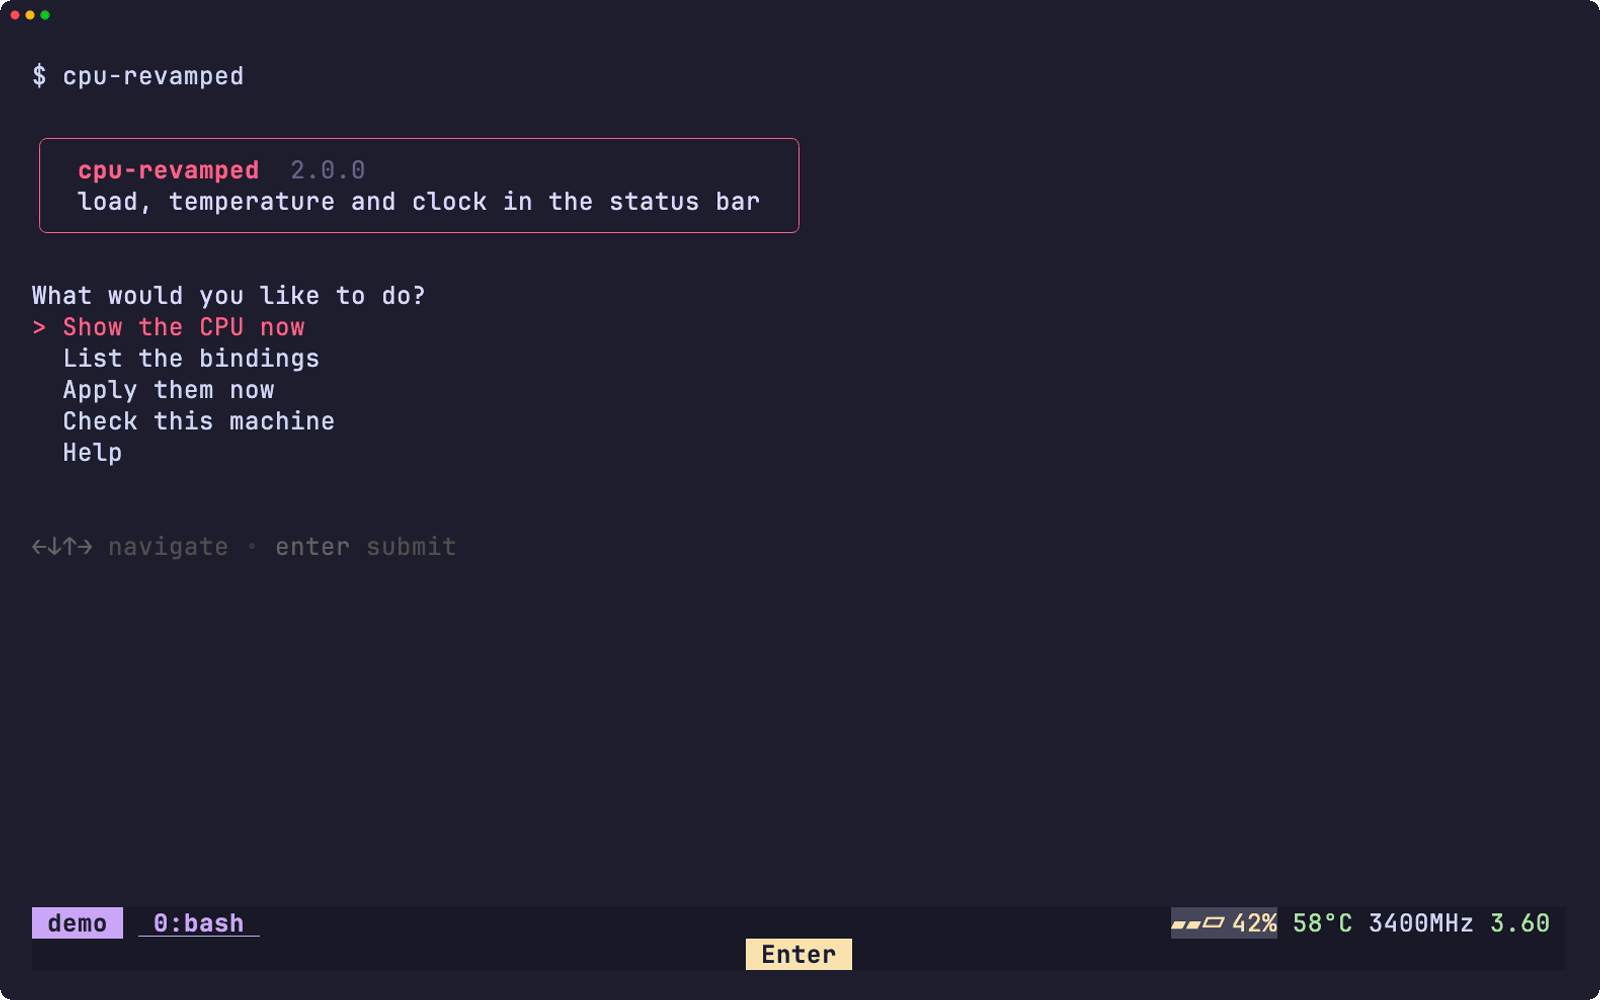 $ cpu-revamped
cpu-revamped 2.0.0
load, temperature and clock in the status bar
What would you like to do?
> Show the CPU now
List the bindings
Apply them now
Check this machine
Help
←↓↑→ navigate • enter submit
demo 0:bash ▰▰▱ 42% 58°C 3400MHz 3.60
Enter